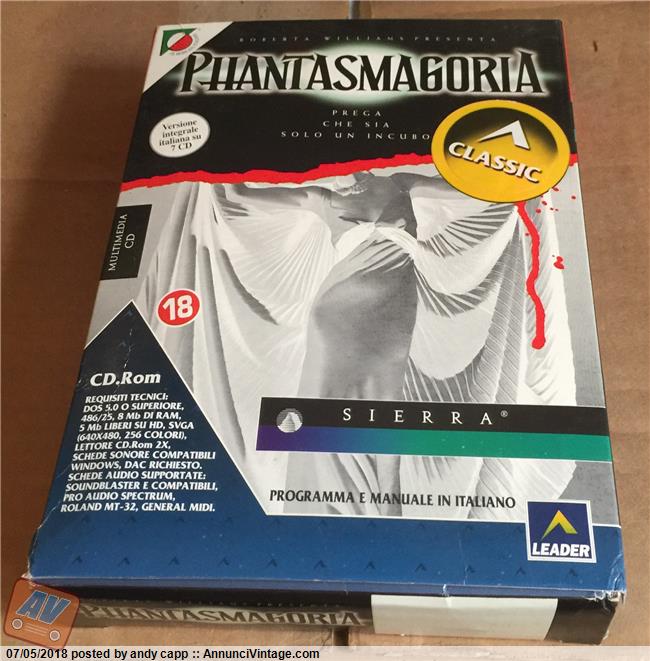 ROBERTA WILLIAMS PRESENTA
PHANTASMAGORIA
PREGA
CHE SIA
SOLO UN INCUBO
Versione
integrale
italiana su
7 CD
CLASSIC
MULTIMEDIA
CD
18
CD.Rom
REQUISITI TECNICI:
DOS 5.0 O SUPERIORE,
486/25, 8 Mb DI RAM,
5 Mb LIBERI SU HD, SVGA
(640X480, 256 COLORI),
LETTORE CD.Rom 2X,
SCHEDE SONORE COMPATIBILI
WINDOWS, DAC RICHIESTO.
SCHEDE AUDIO SUPPORTATE:
SOUNDBLASTER E COMPATIBILI,
PRO AUDIO SPECTRUM,
ROLAND MT-32, GENERAL MIDI.
SIERRA®
PROGRAMMA E MANUALE IN ITALIANO
LEADER
PHANTASMAGORIA
AV
07/05/2018 posted by andy capp :: AnnunciVintage.com